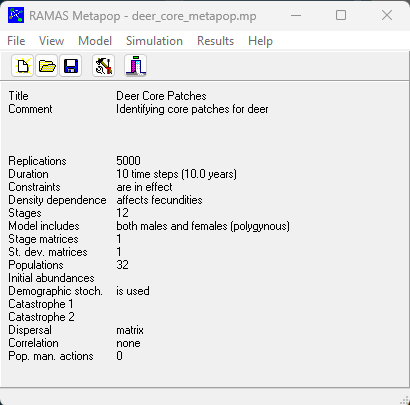 RAMAS Metapop - deer_core_metapop.mp
File View Model Simulation Results Help
Title Deer Core Patches
Comment Identifying core patches for deer
Replications 5000
Duration 10 time steps (10.0 years)
Constraints are in effect
Density dependence affects fecundities
Stages 12
Model includes both males and females (polygynous)
Stage matrices 1
St. dev. matrices 1
Populations 32
Initial abundances
Demographic stoch. is used
Catastrophe 1
Catastrophe 2
Dispersal matrix
Correlation none
Pop. man. actions 0